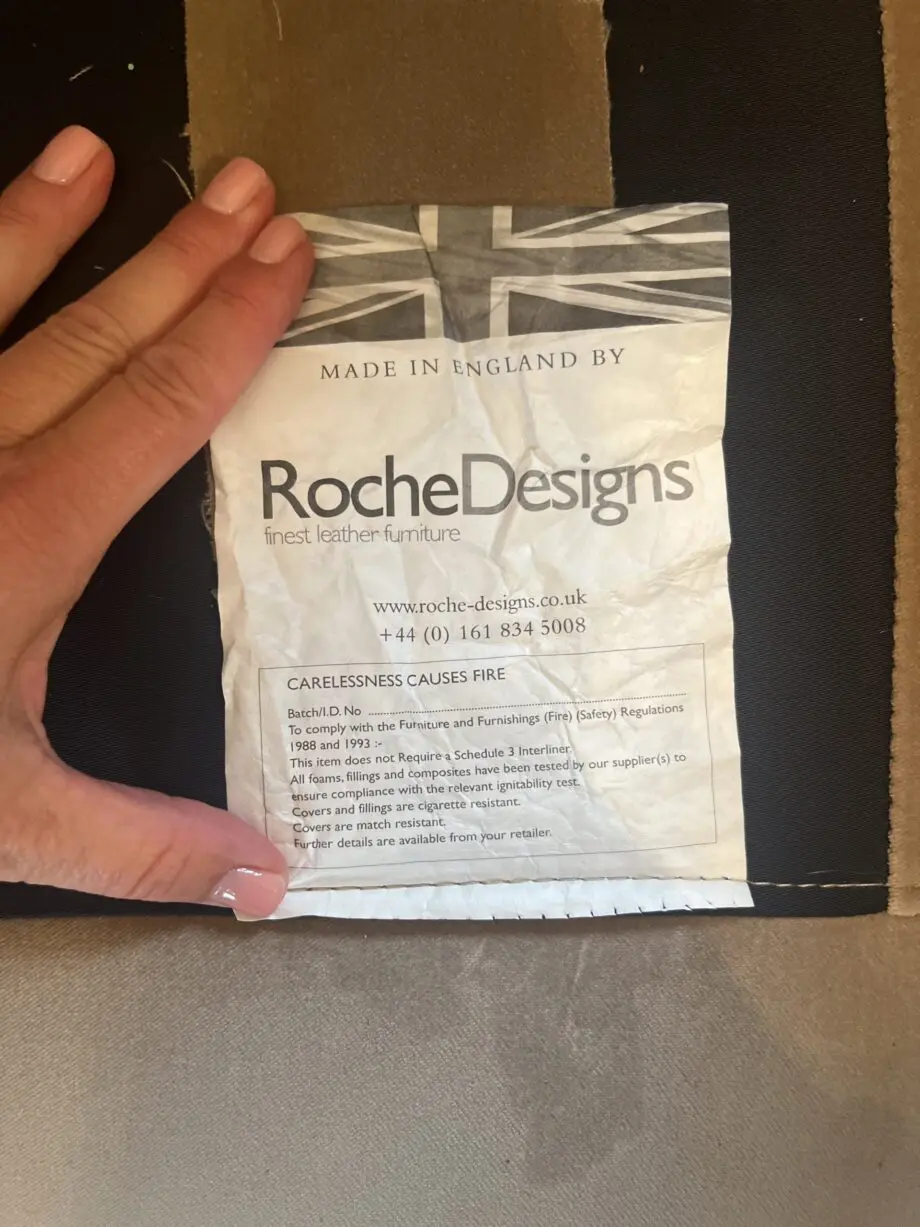 MADE IN ENGLAND BY
RocheDesigns
finest leather furniture
www.roche-designs.co.uk
+44 (0) 161 834 5008
CARELESSNESS CAUSES FIRE
Batch/I.D. No ........................................................................
To comply with the Furniture and Furnishings (Fire) (Safety) Regulations
1988 and 1993 :-
This item does not Require a Schedule 3 Interliner.
All foams, fillings and composites have been tested by our supplier(s) to
ensure compliance with the relevant ignitability test.
Covers and fillings are cigarette resistant.
Covers are match resistant.
Further details are available from your retailer.